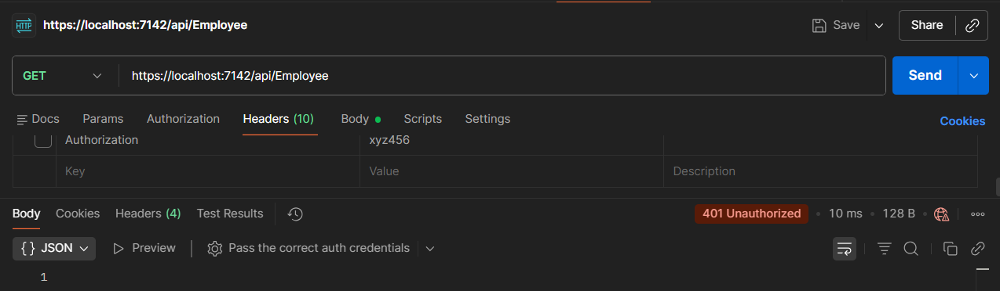 HTTP https://localhost:7142/api/Employee Save Share
GET https://localhost:7142/api/Employee Send
Docs Params Authorization Headers (10) Body Scripts Settings Cookies
Authorization xyz456
Key Value Description
Body Cookies Headers (4) Test Results 401 Unauthorized 10 ms 128 B
{} JSON Preview Pass the correct auth credentials
1